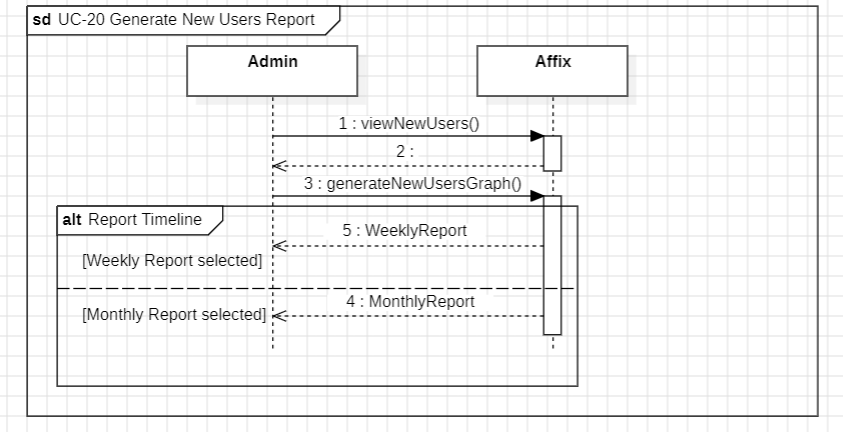 sd UC-20 Generate New Users Report
Admin
Affix
1 : viewNewUsers()
2 :
3 : generateNewUsersGraph()
alt Report Timeline
5 : WeeklyReport
[Weekly Report selected]
4 : MonthlyReport
[Monthly Report selected]